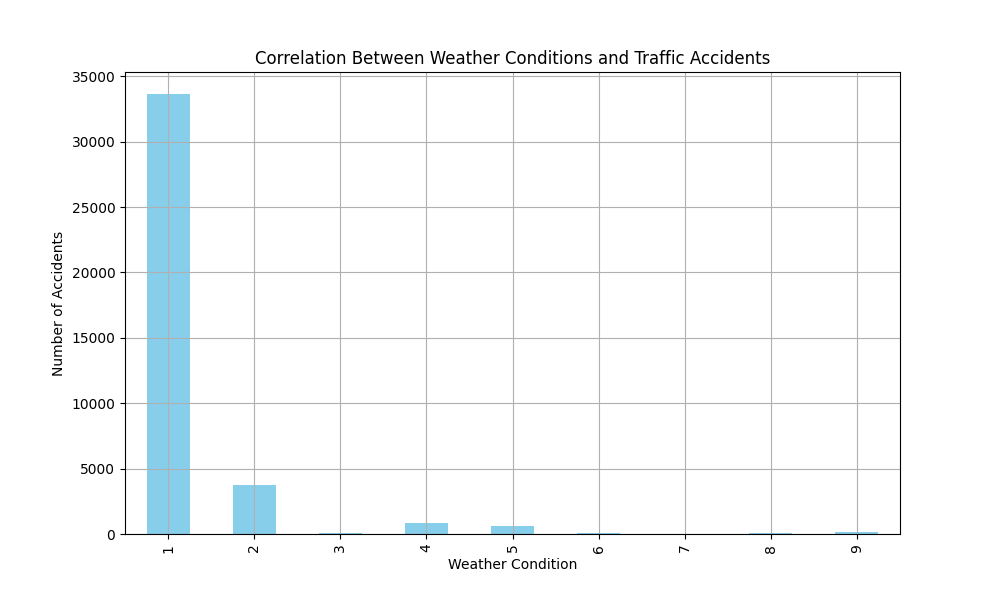 Correlation Between Weather Conditions and Traffic Accidents
35000
30000
25000
20000
15000
10000
5000
0
Number of Accidents
1 2 3 4 5 6 7 8 9
Weather Condition